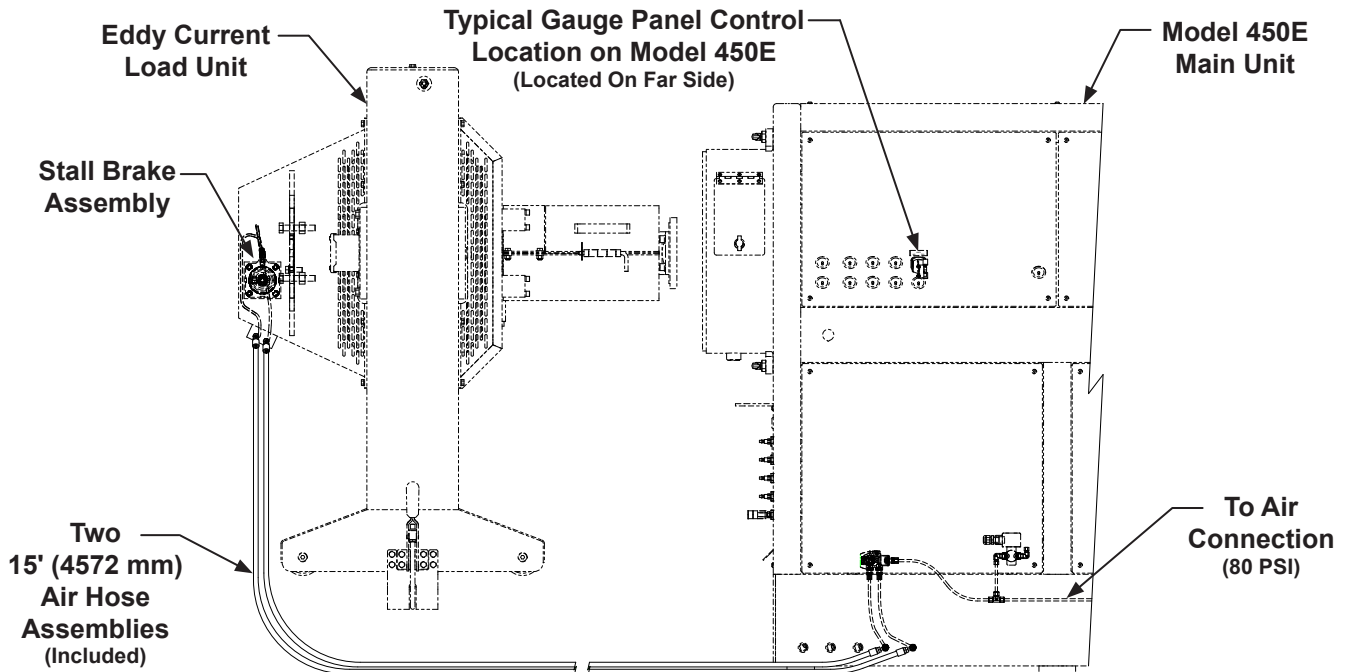 Eddy Current
Load Unit
Typical Gauge Panel Control
Location on Model 450E
(Located On Far Side)
Model 450E
Main Unit
Stall Brake
Assembly
Two
15' (4572 mm)
Air Hose
Assemblies
(Included)
To Air
Connection
(80 PSI)